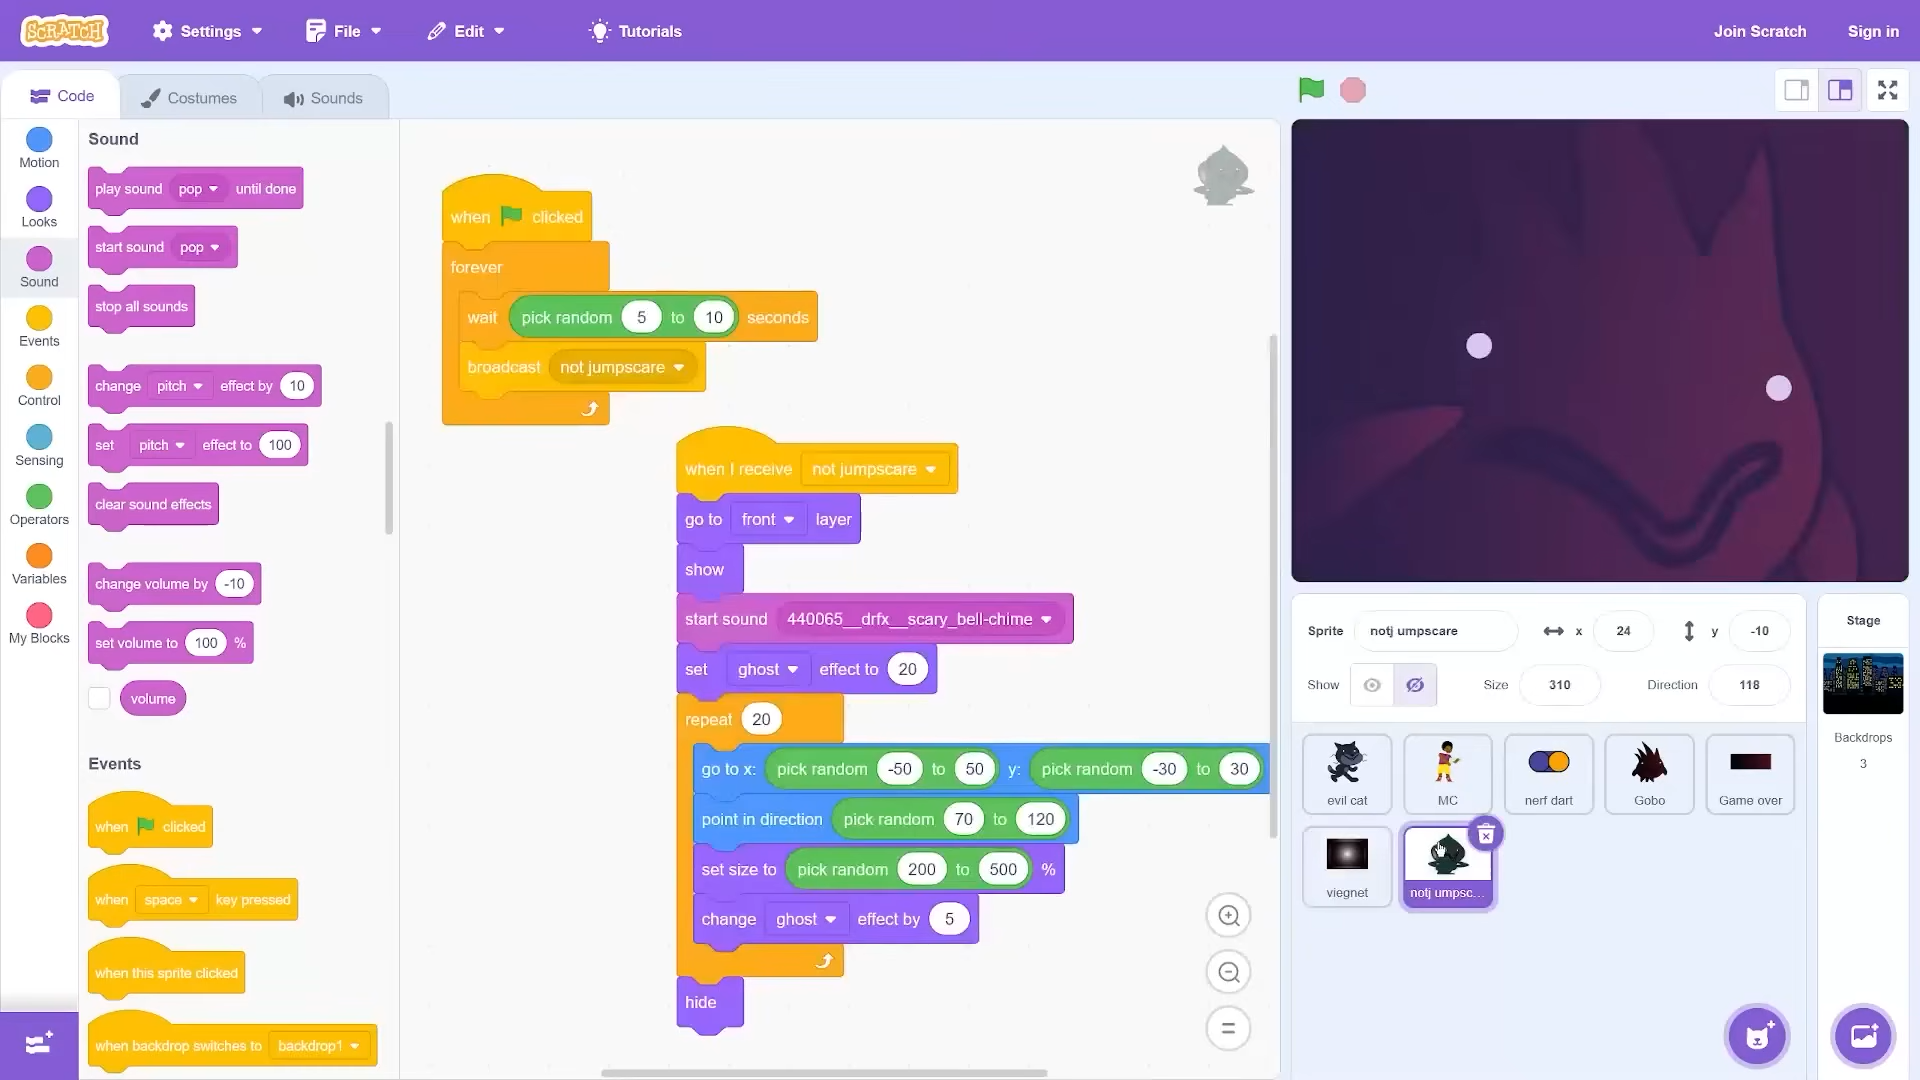 SCRATCH Settings File Edit Tutorials Join Scratch Sign in
Code Costumes Sounds
Motion
Looks
Sound
Events
Control
Sensing
Operators
Variables
My Blocks
Sound
play sound pop until done
start sound pop
stop all sounds
change pitch effect by 10
set pitch effect to 100
clear sound effects
change volume by -10
set volume to 100 %
volume
Events
when clicked
when space key pressed
when this sprite clicked
when backdrop switches to backdrop1
when clicked
forever
wait pick random 5 to 10 seconds
broadcast not jumpscare
when I receive not jumpscare
go to front layer
show
start sound 440065__drfx__scary_bell-chime
set ghost effect to 20
repeat 20
go to x: pick random -50 to 50 y: pick random -30 to 30
point in direction pick random 70 to 120
set size to pick random 200 to 500 %
change ghost effect by 5
hide
Sprite notj umpscare x 24 y -10
Show Size 310 Direction 118
evil cat MC nerf dart Gobo Game over
viegnet notj umpsc...
Stage
Backdrops
3